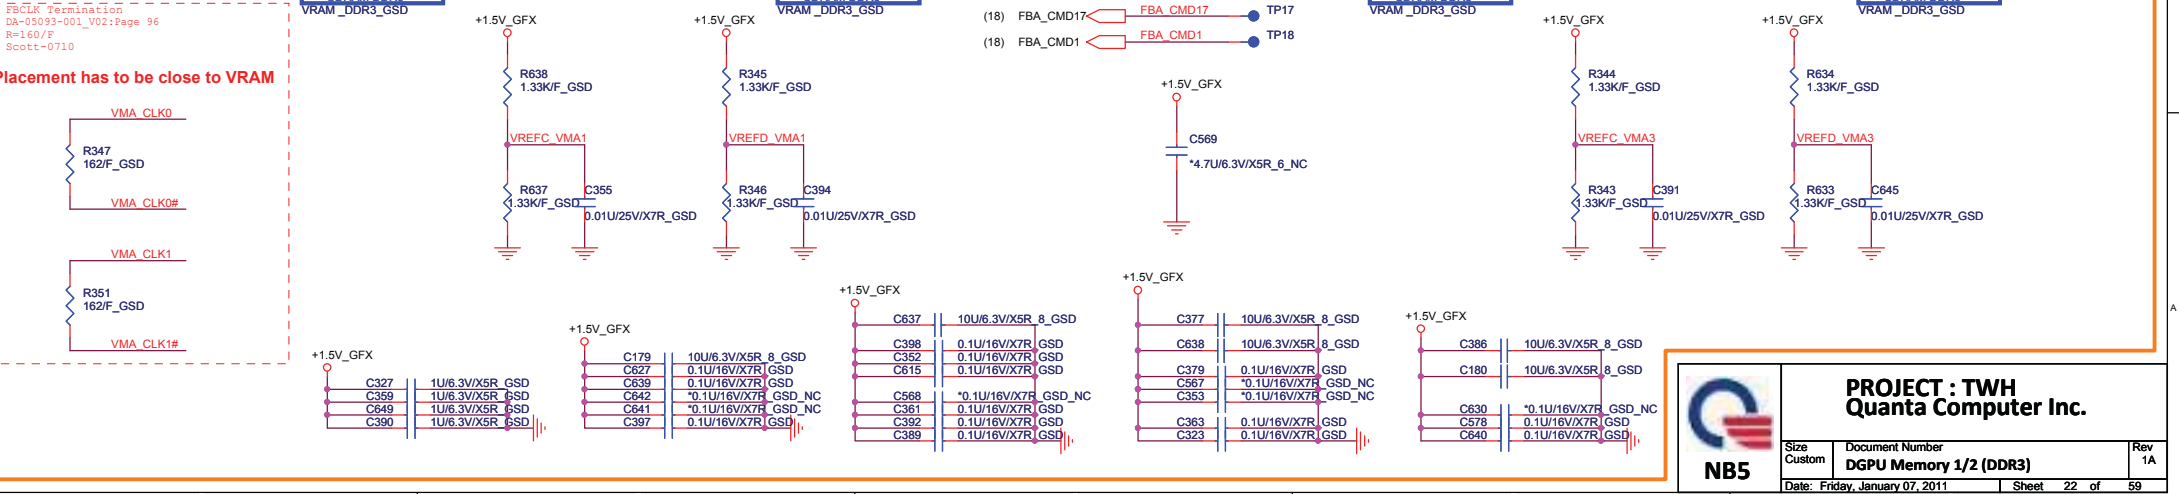 FBCLK Termination
DA-05093-001_V02:Page 96
R=160/F
Scott-0710
Placement has to be close to VRAM
VMA_CLK0
R347
162/F_GSD
VMA_CLK0#
VMA_CLK1
R351
162/F_GSD
VMA_CLK1#
VRAM_DDR3_GSD
+1.5V_GFX
R638
1.33K/F_GSD
VREFC_VMA1
R637
1.33K/F_GSD
C355
0.01U/25V/X7R_GSD
VRAM_DDR3_GSD
+1.5V_GFX
R345
1.33K/F_GSD
VREFD_VMA1
R346
1.33K/F_GSD
C394
0.01U/25V/X7R_GSD
(18) FBA_CMD17 FBA_CMD17 TP17
(18) FBA_CMD1 FBA_CMD1 TP18
+1.5V_GFX
C569
*4.7U/6.3V/X5R_6_NC
VRAM_DDR3_GSD
+1.5V_GFX
R344
1.33K/F_GSD
VREFC_VMA3
R343
1.33K/F_GSD
C391
0.01U/25V/X7R_GSD
VRAM_DDR3_GSD
+1.5V_GFX
R634
1.33K/F_GSD
VREFD_VMA3
R633
1.33K/F_GSD
C645
0.01U/25V/X7R_GSD
+1.5V_GFX
C327 1U/6.3V/X5R_GSD
C359 1U/6.3V/X5R_GSD
C649 1U/6.3V/X5R_GSD
C390 1U/6.3V/X5R_GSD
+1.5V_GFX
C179 10U/6.3V/X5R_8_GSD
C627 0.1U/16V/X7R_GSD
C639 0.1U/16V/X7R_GSD
C642 *0.1U/16V/X7R_GSD_NC
C641 *0.1U/16V/X7R_GSD_NC
C397 0.1U/16V/X7R_GSD
+1.5V_GFX
C637 10U/6.3V/X5R_8_GSD
C398 0.1U/16V/X7R_GSD
C352 0.1U/16V/X7R_GSD
C615 0.1U/16V/X7R_GSD
C568 *0.1U/16V/X7R_GSD_NC
C361 0.1U/16V/X7R_GSD
C392 0.1U/16V/X7R_GSD
C389 0.1U/16V/X7R_GSD
+1.5V_GFX
C377 10U/6.3V/X5R_8_GSD
C638 10U/6.3V/X5R_8_GSD
C379 0.1U/16V/X7R_GSD
C567 *0.1U/16V/X7R_GSD_NC
C353 *0.1U/16V/X7R_GSD_NC
C363 0.1U/16V/X7R_GSD
C323 0.1U/16V/X7R_GSD
+1.5V_GFX
C386 10U/6.3V/X5R_8_GSD
C180 10U/6.3V/X5R_8_GSD
C630 *0.1U/16V/X7R_GSD_NC
C578 0.1U/16V/X7R_GSD
C640 0.1U/16V/X7R_GSD
A
NB5
PROJECT : TWH
Quanta Computer Inc.
Size
Custom
Document Number
DGPU Memory 1/2 (DDR3)
Rev
1A
Date: Friday, January 07, 2011 Sheet 22 of 59